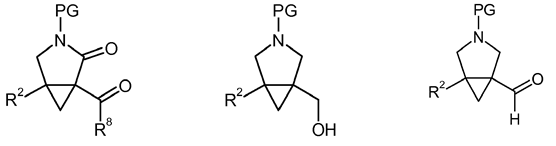 PG PG PG
N O N N
R² O R² R² O
R⁸ OH H